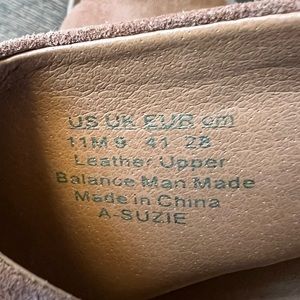 US UK EUR cm
11M 9 41 28
Leather Upper
Balance Man Made
Made in China
A-SUZIE